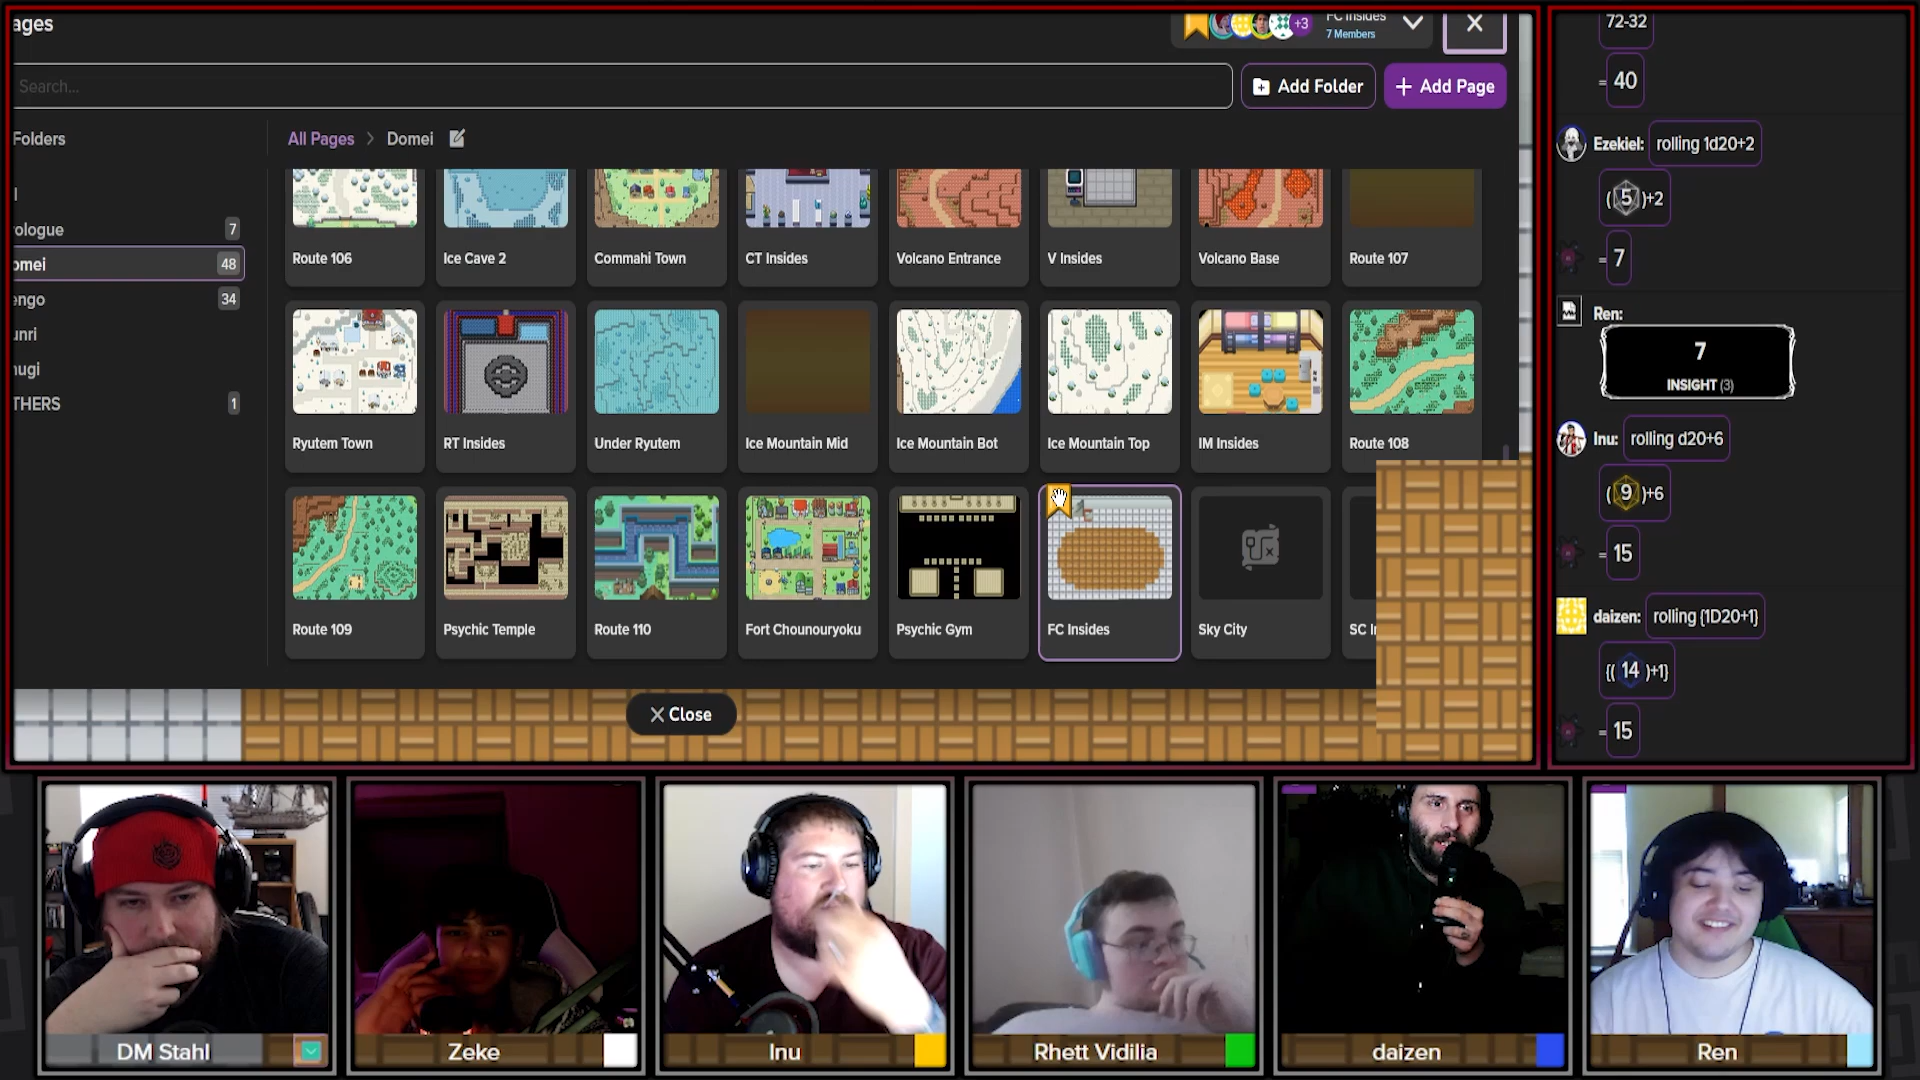 ages
+3
FC Insides
7 Members
Search...
Add Folder
Add Page
Folders
All Pages
Domei
ologue
7
omei
48
engo
34
unri
nugi
THERS
1
Route 106
Ice Cave 2
Commahi Town
CT Insides
Volcano Entrance
V Insides
Volcano Base
Route 107
Ryutem Town
RT Insides
Under Ryutem
Ice Mountain Mid
Ice Mountain Bot
Ice Mountain Top
IM Insides
Route 108
Route 109
Psychic Temple
Route 110
Fort Chounouryoku
Psychic Gym
FC Insides
Sky City
SC I
Close
72-32
=40
Ezekiel: rolling 1d20+2
(5)+2
=7
Ren:
7
INSIGHT (3)
Inu: rolling d20+6
(9)+6
=15
daizen: rolling {1D20+1}
{(14)+1}
=15
DM Stahl
Zeke
Inu
Rhett Vidilia
daizen
Ren